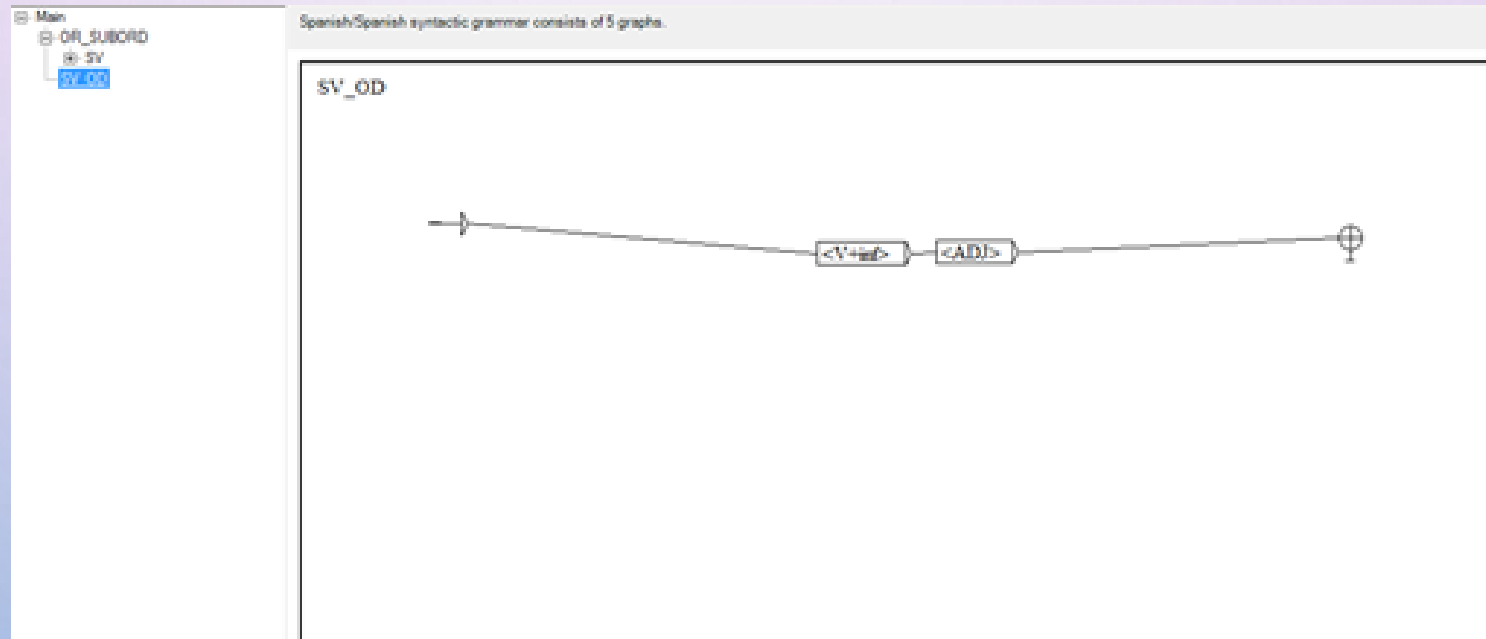 Main
OR_SUBORD
SV
SV_OD
Spanish/Spanish syntactic grammar consists of 5 graphs.
SV_OD
<V+inf> <ADJ>